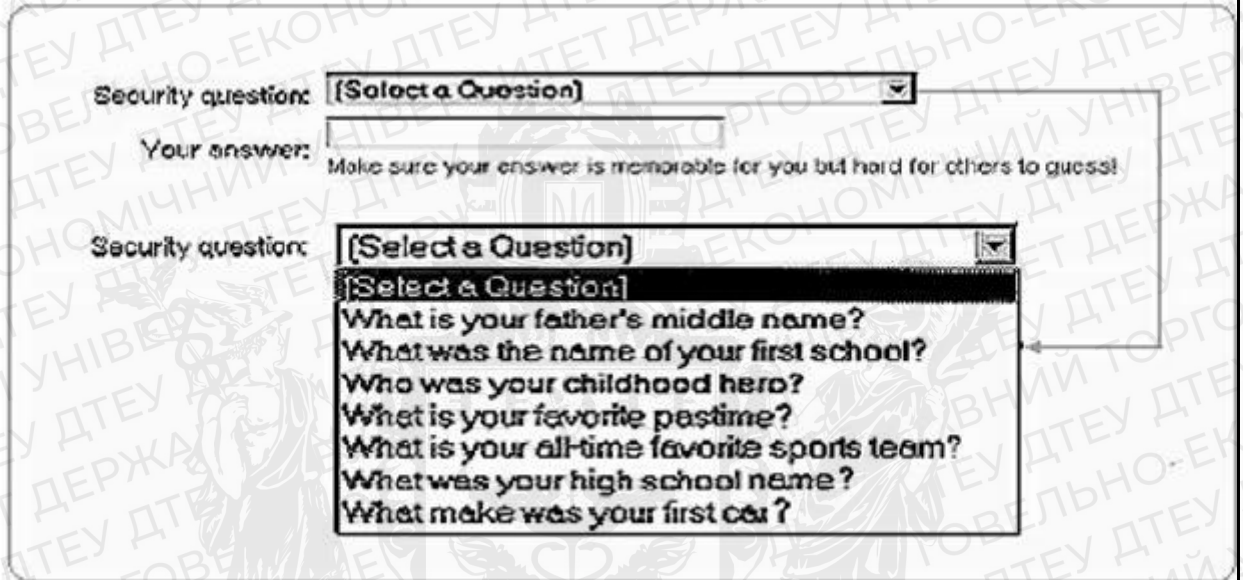 Security question: [Select a Question]
Your answer:
Make sure your answer is memorable for you but hard for others to guess!
Security question: [Select a Question]
[Select a Question]
What is your father's middle name?
What was the name of your first school?
Who was your childhood hero?
What is your favorite pastime?
What is your all-time favorite sports team?
What was your high school name?
What make was your first car?